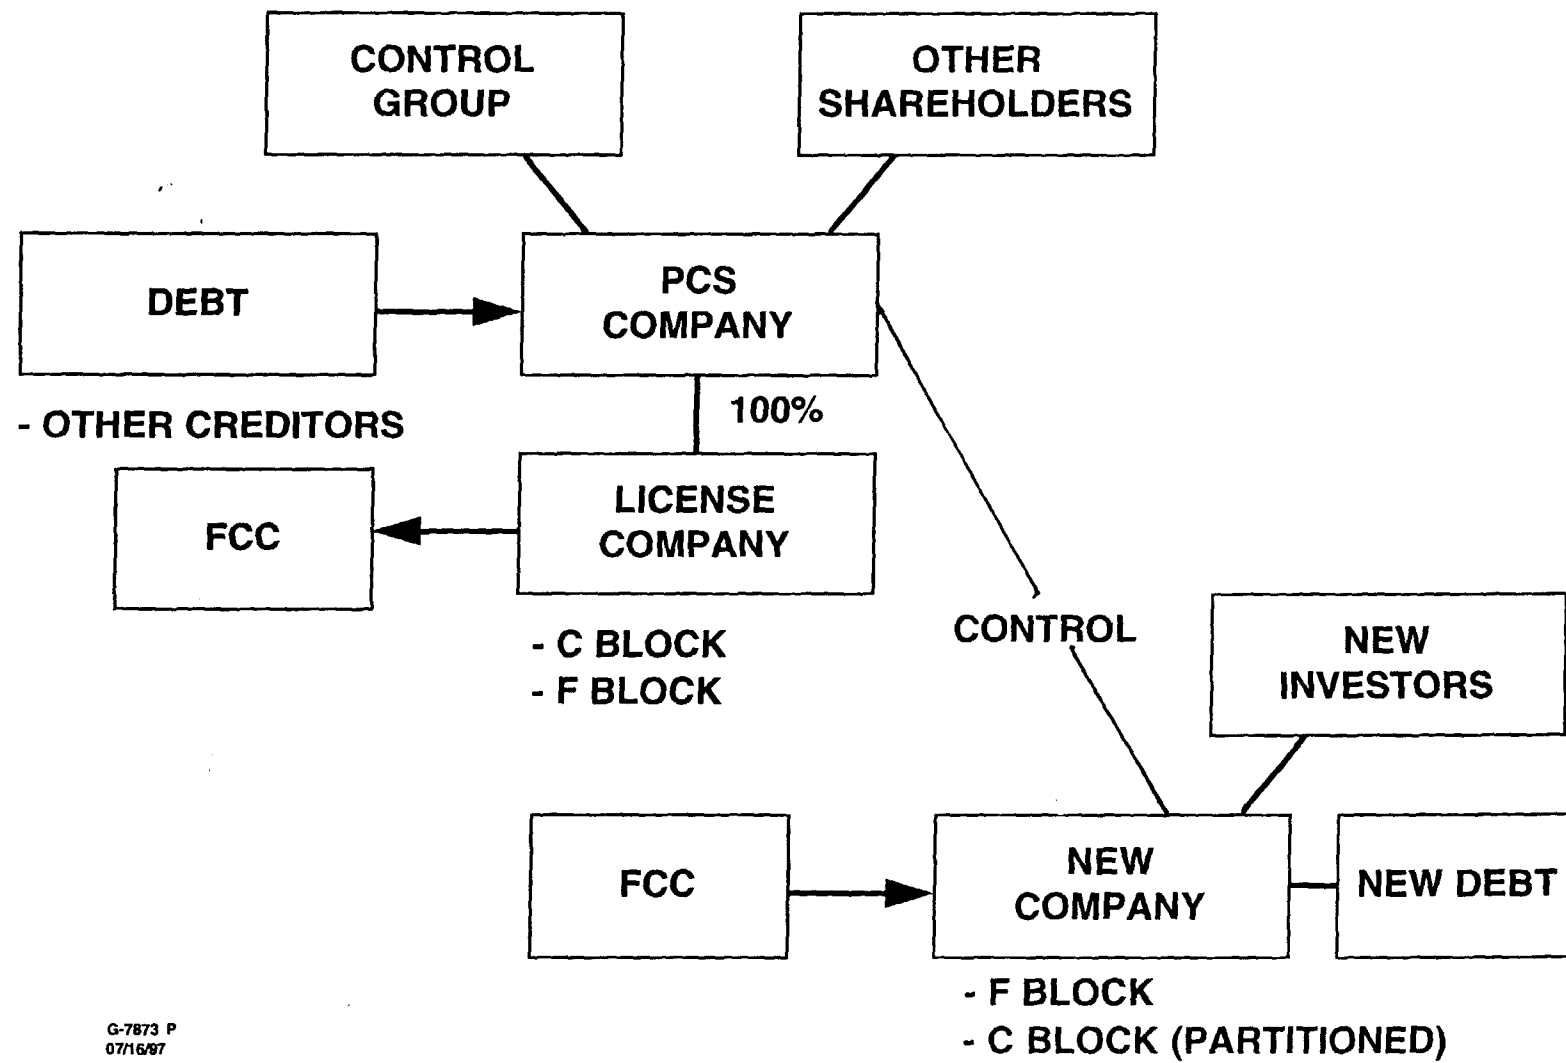 CONTROL
GROUP
OTHER
SHAREHOLDERS
DEBT
PCS
COMPANY
- OTHER CREDITORS
100%
FCC
LICENSE
COMPANY
- C BLOCK
- F BLOCK
CONTROL
NEW
INVESTORS
FCC
NEW
COMPANY
NEW DEBT
- F BLOCK
- C BLOCK (PARTITIONED)
G-7873 P
07/16/97